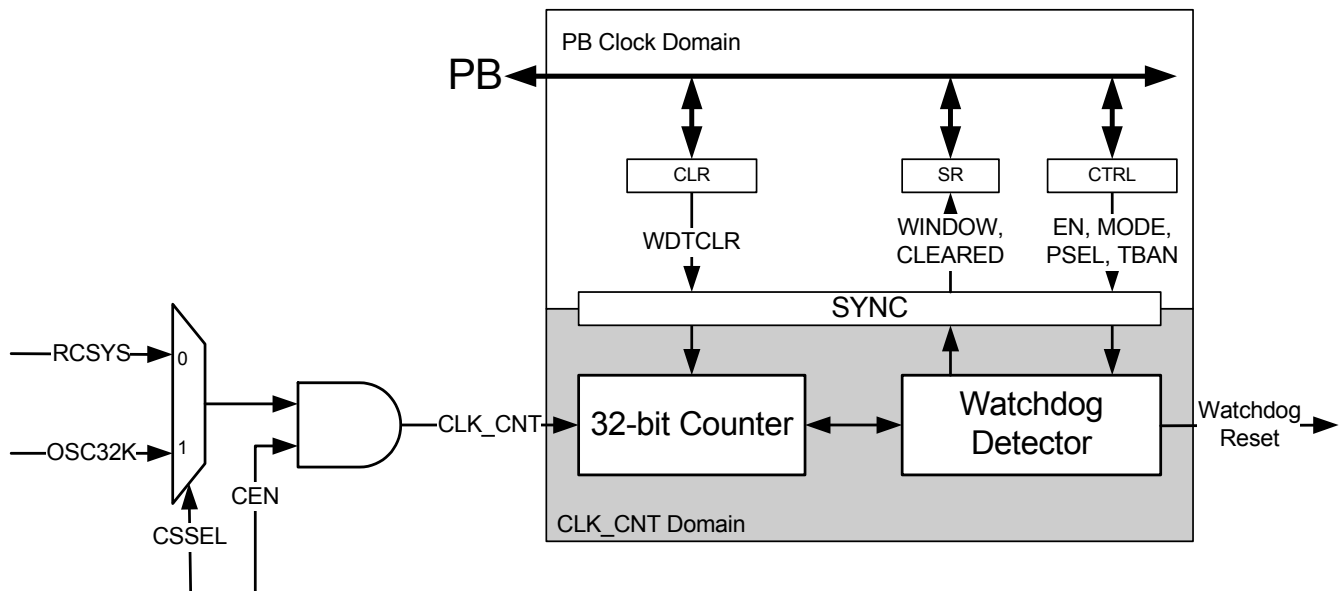 PB Clock Domain
PB
CLR
SR
CTRL
WDTCLR
WINDOW,
CLEARED
EN, MODE,
PSEL, TBAN
SYNC
RCSYS
0
OSC32K
1
CSSEL
CEN
CLK_CNT
32-bit Counter
Watchdog
Detector
Watchdog
Reset
CLK_CNT Domain